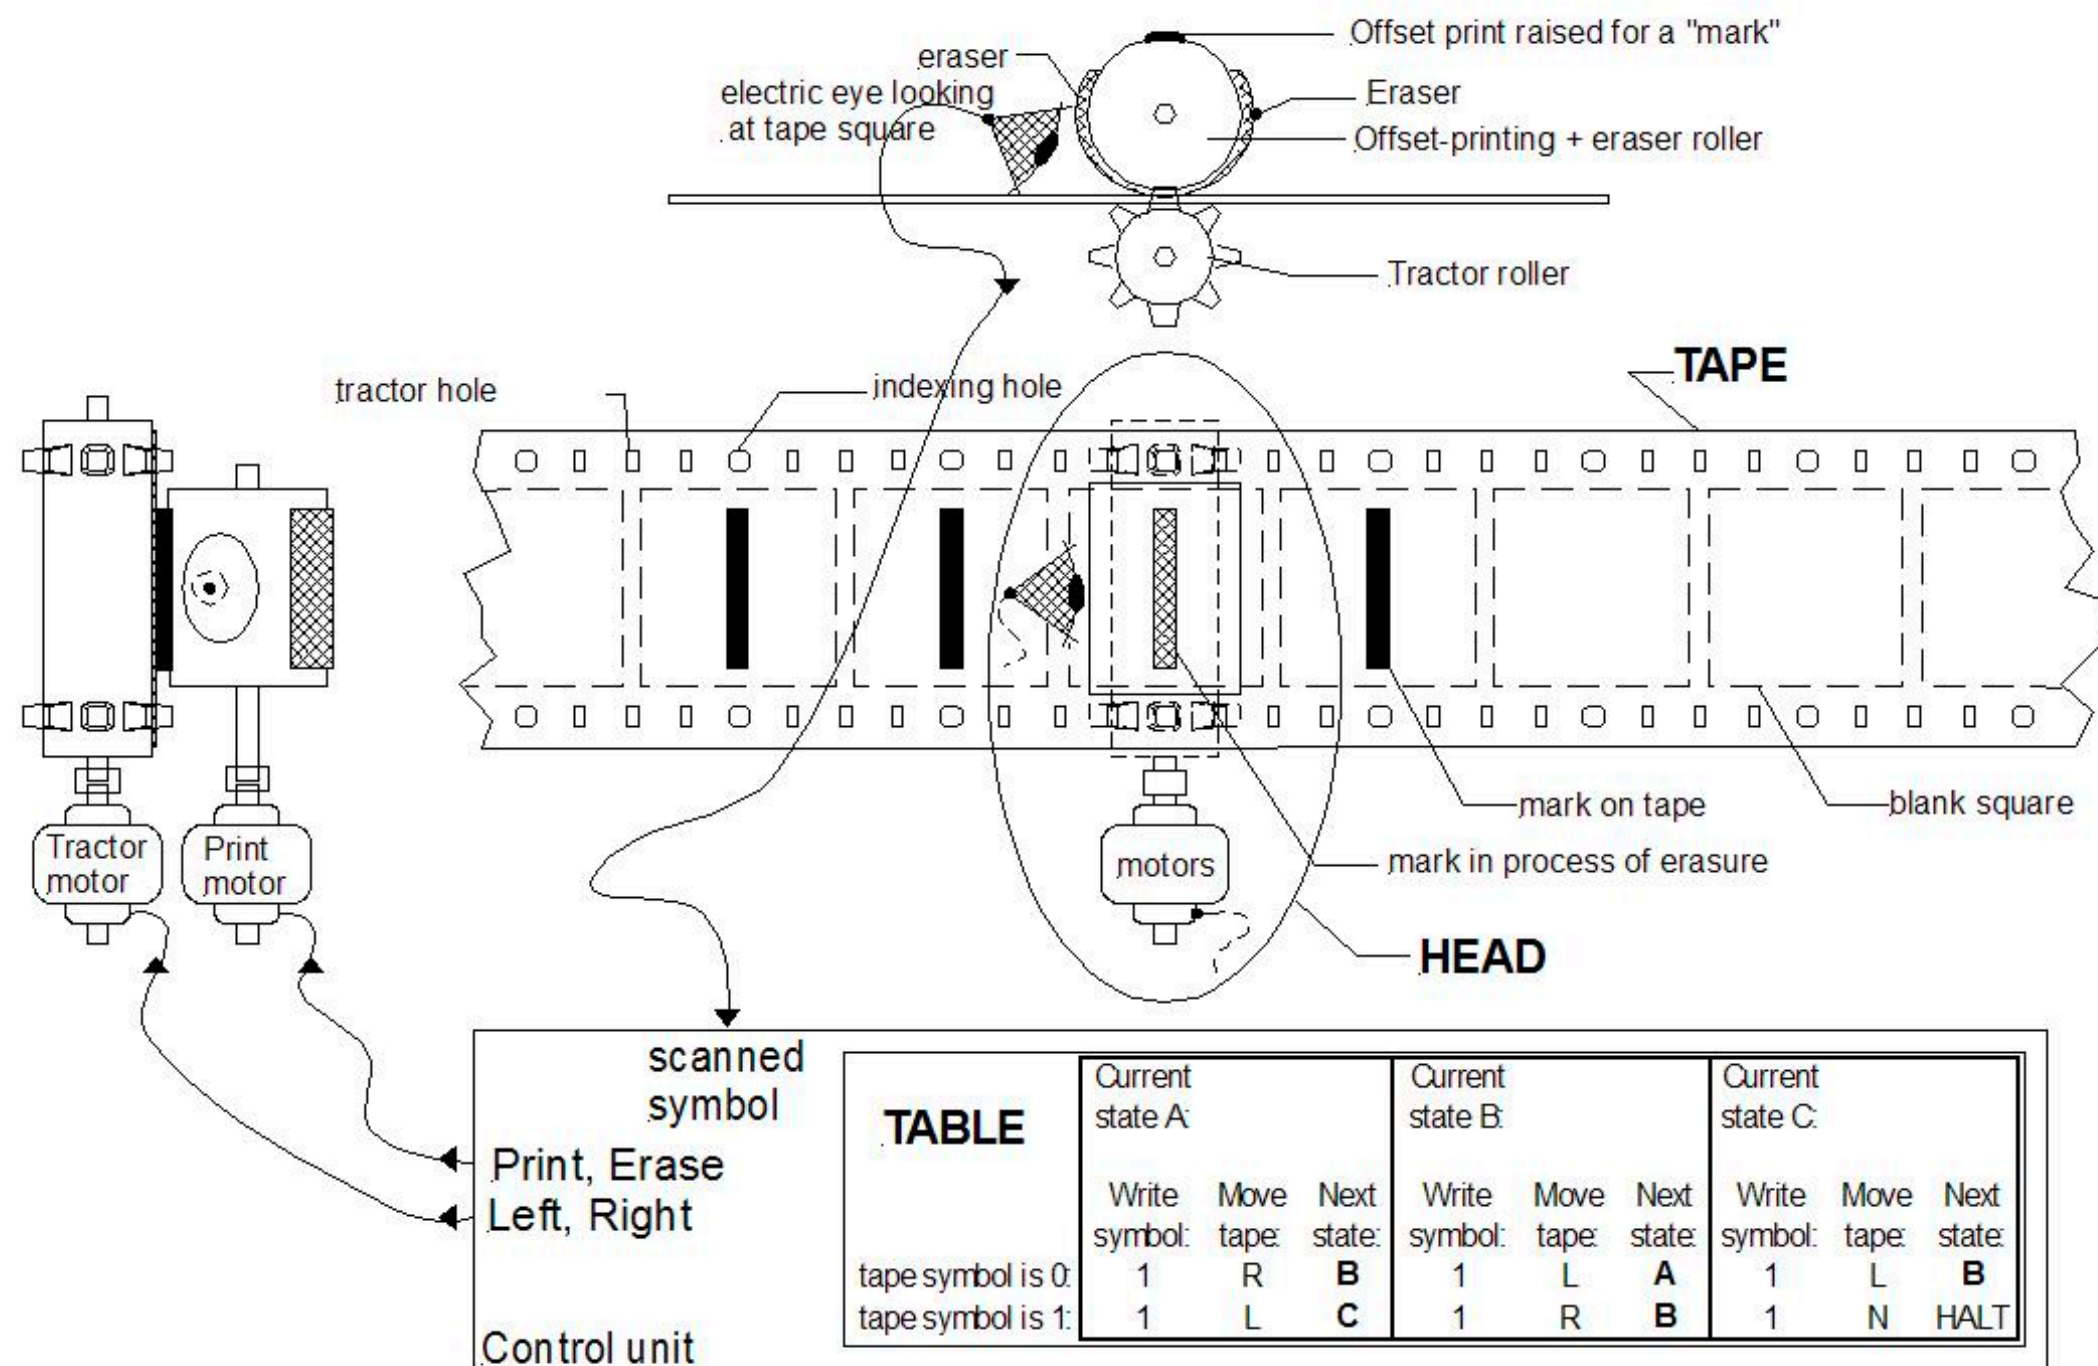 Offset print raised for a "mark"
eraser
electric eye looking
at tape square
Eraser
Offset-printing + eraser roller
Tractor roller
TAPE
tractor hole
indexing hole
mark on tape
blank square
Tractor
motor
Print
motor
motors
mark in process of erasure
HEAD
scanned
symbol
Print, Erase
Left, Right
Control unit
TABLE
Current Current Current
state A: state B: state C:
Write Move Next Write Move Next Write Move Next
symbol: tape: state: symbol: tape: state: symbol: tape: state:
tape symbol is 0: 1 R B 1 L A 1 L B
tape symbol is 1: 1 L C 1 R B 1 N HALT